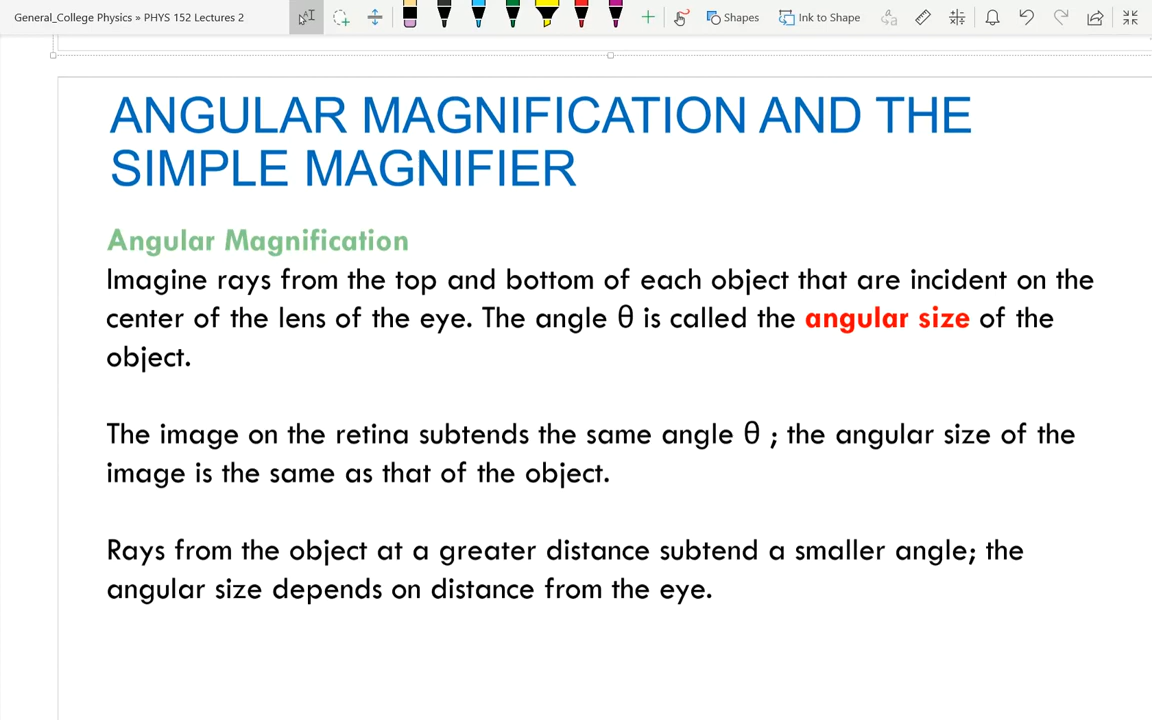 General_College Physics » PHYS 152 Lectures 2
Shapes
Ink to Shape
ANGULAR MAGNIFICATION AND THE
SIMPLE MAGNIFIER
Angular Magnification
Imagine rays from the top and bottom of each object that are incident on the
center of the lens of the eye. The angle θ is called the angular size of the
object.
The image on the retina subtends the same angle θ ; the angular size of the
image is the same as that of the object.
Rays from the object at a greater distance subtend a smaller angle; the
angular size depends on distance from the eye.